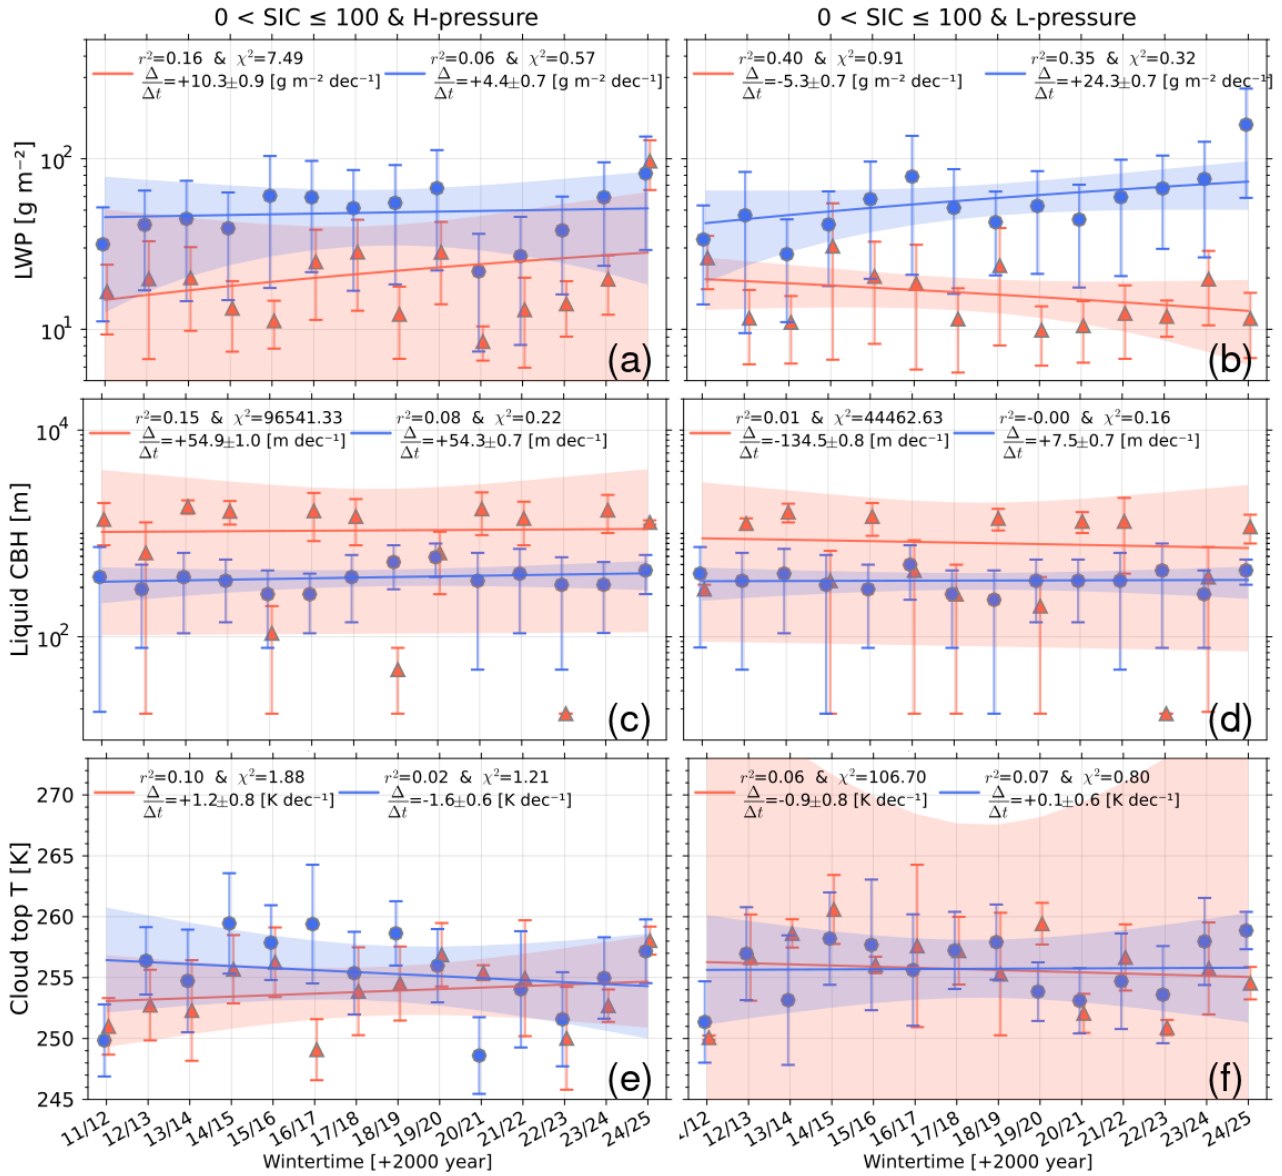 0 < SIC ≤ 100 & H-pressure
0 < SIC ≤ 100 & L-pressure
r²=0.16 & χ²=7.49
Δ/Δt=+10.3±0.9 [g m⁻² dec⁻¹]
r²=0.06 & χ²=0.57
Δ/Δt=+4.4±0.7 [g m⁻² dec⁻¹]
r²=0.40 & χ²=0.91
Δ/Δt=-5.3±0.7 [g m⁻² dec⁻¹]
r²=0.35 & χ²=0.32
Δ/Δt=+24.3±0.7 [g m⁻² dec⁻¹]
LWP [g m⁻²]
10²
10¹
(a)
(b)
r²=0.15 & χ²=96541.33
Δ/Δt=+54.9±1.0 [m dec⁻¹]
r²=0.08 & χ²=0.22
Δ/Δt=+54.3±0.7 [m dec⁻¹]
r²=0.01 & χ²=44462.63
Δ/Δt=-134.5±0.8 [m dec⁻¹]
r²=-0.00 & χ²=0.16
Δ/Δt=+7.5±0.7 [m dec⁻¹]
Liquid CBH [m]
10⁴
10²
(c)
(d)
r²=0.10 & χ²=1.88
Δ/Δt=+1.2±0.8 [K dec⁻¹]
r²=0.02 & χ²=1.21
Δ/Δt=-1.6±0.6 [K dec⁻¹]
r²=0.06 & χ²=106.70
Δ/Δt=-0.9±0.8 [K dec⁻¹]
r²=0.07 & χ²=0.80
Δ/Δt=+0.1±0.6 [K dec⁻¹]
Cloud top T [K]
270
265
260
255
250
245
(e)
(f)
11/12 12/13 13/14 14/15 15/16 16/17 17/18 18/19 19/20 20/21 21/22 22/23 23/24 24/25
/12 12/13 13/14 14/15 15/16 16/17 17/18 18/19 19/20 20/21 21/22 22/23 23/24 24/25
Wintertime [+2000 year]
Wintertime [+2000 year]